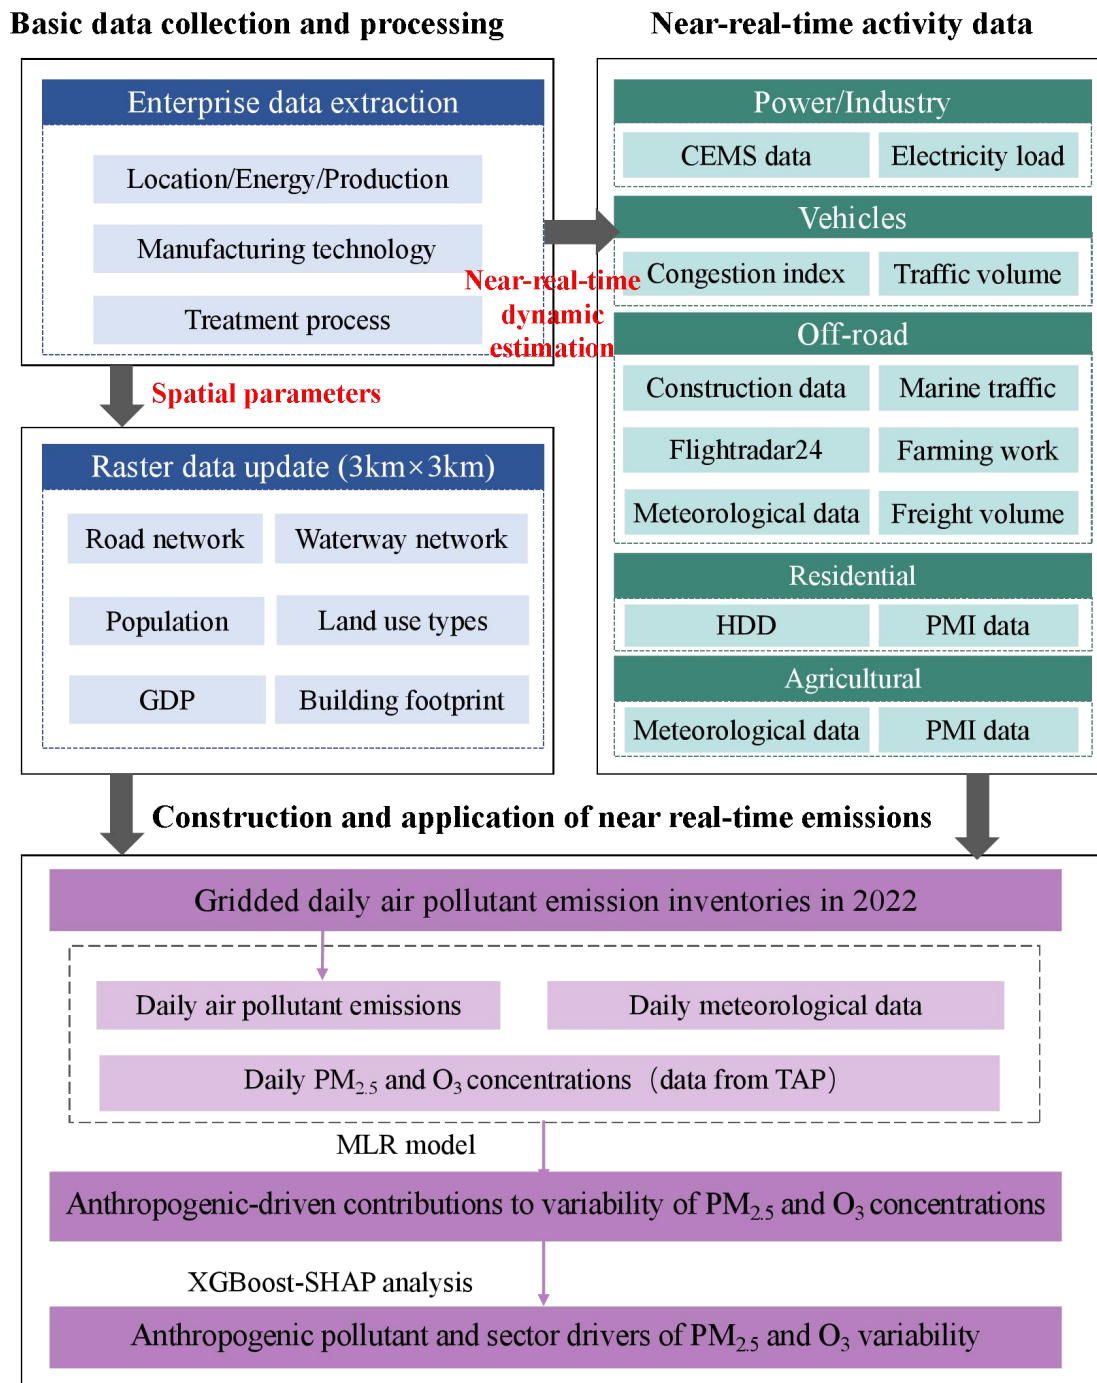 Basic data collection and processing
Enterprise data extraction
Location/Energy/Production
Manufacturing technology
Treatment process
Spatial parameters
Near-real-time
dynamic
estimation
Raster data update (3km×3km)
Road network
Waterway network
Population
Land use types
GDP
Building footprint
Near-real-time activity data
Power/Industry
CEMS data
Electricity load
Vehicles
Congestion index
Traffic volume
Off-road
Construction data
Marine traffic
Flightradar24
Farming work
Meteorological data
Freight volume
Residential
HDD
PMI data
Agricultural
Meteorological data
PMI data
Construction and application of near real-time emissions
Gridded daily air pollutant emission inventories in 2022
Daily air pollutant emissions
Daily meteorological data
Daily PM2.5 and O3 concentrations（data from TAP）
MLR model
Anthropogenic-driven contributions to variability of PM2.5 and O3 concentrations
XGBoost-SHAP analysis
Anthropogenic pollutant and sector drivers of PM2.5 and O3 variability